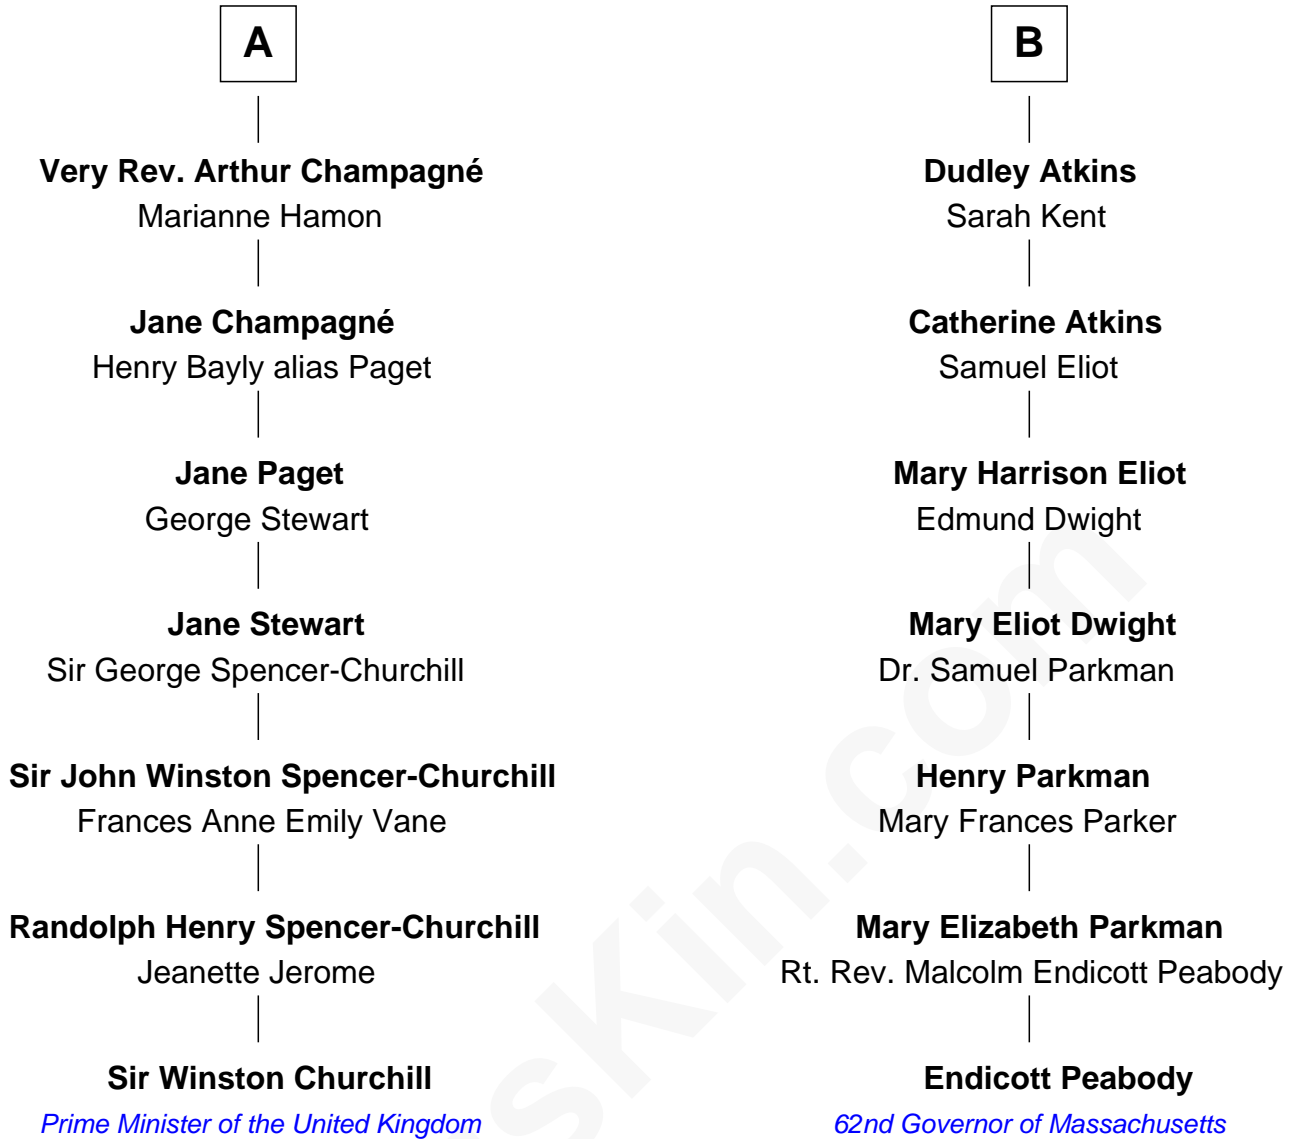 A
Very Rev. Arthur Champagné
Marianne Hamon
Jane Champagné
Henry Bayly alias Paget
Jane Paget
George Stewart
Jane Stewart
Sir George Spencer-Churchill
Sir John Winston Spencer-Churchill
Frances Anne Emily Vane
Randolph Henry Spencer-Churchill
Jeanette Jerome
Sir Winston Churchill
Prime Minister of the United Kingdom
B
Dudley Atkins
Sarah Kent
Catherine Atkins
Samuel Eliot
Mary Harrison Eliot
Edmund Dwight
Mary Eliot Dwight
Dr. Samuel Parkman
Henry Parkman
Mary Frances Parker
Mary Elizabeth Parkman
Rt. Rev. Malcolm Endicott Peabody
Endicott Peabody
62nd Governor of Massachusetts